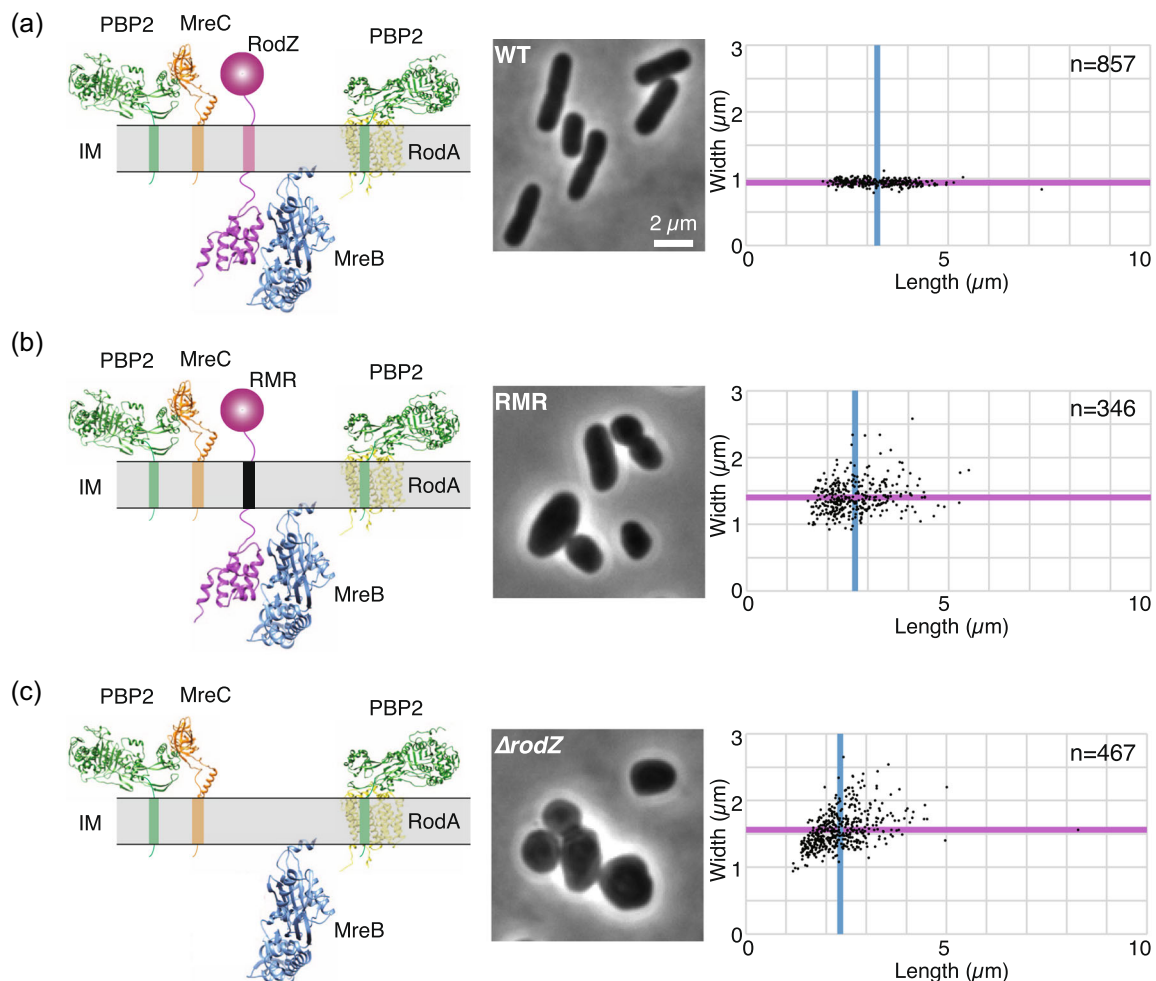 (a)
PBP2
MreC
RodZ
PBP2
IM
RodA
MreB
WT
2 µm
3
2
1
0
Width (µm)
n=857
0
5
10
Length (µm)
(b)
PBP2
MreC
RMR
PBP2
IM
RodA
MreB
RMR
3
2
1
0
Width (µm)
n=346
0
5
10
Length (µm)
(c)
PBP2
MreC
PBP2
IM
RodA
MreB
ΔrodZ
3
2
1
0
Width (µm)
n=467
0
5
10
Length (µm)